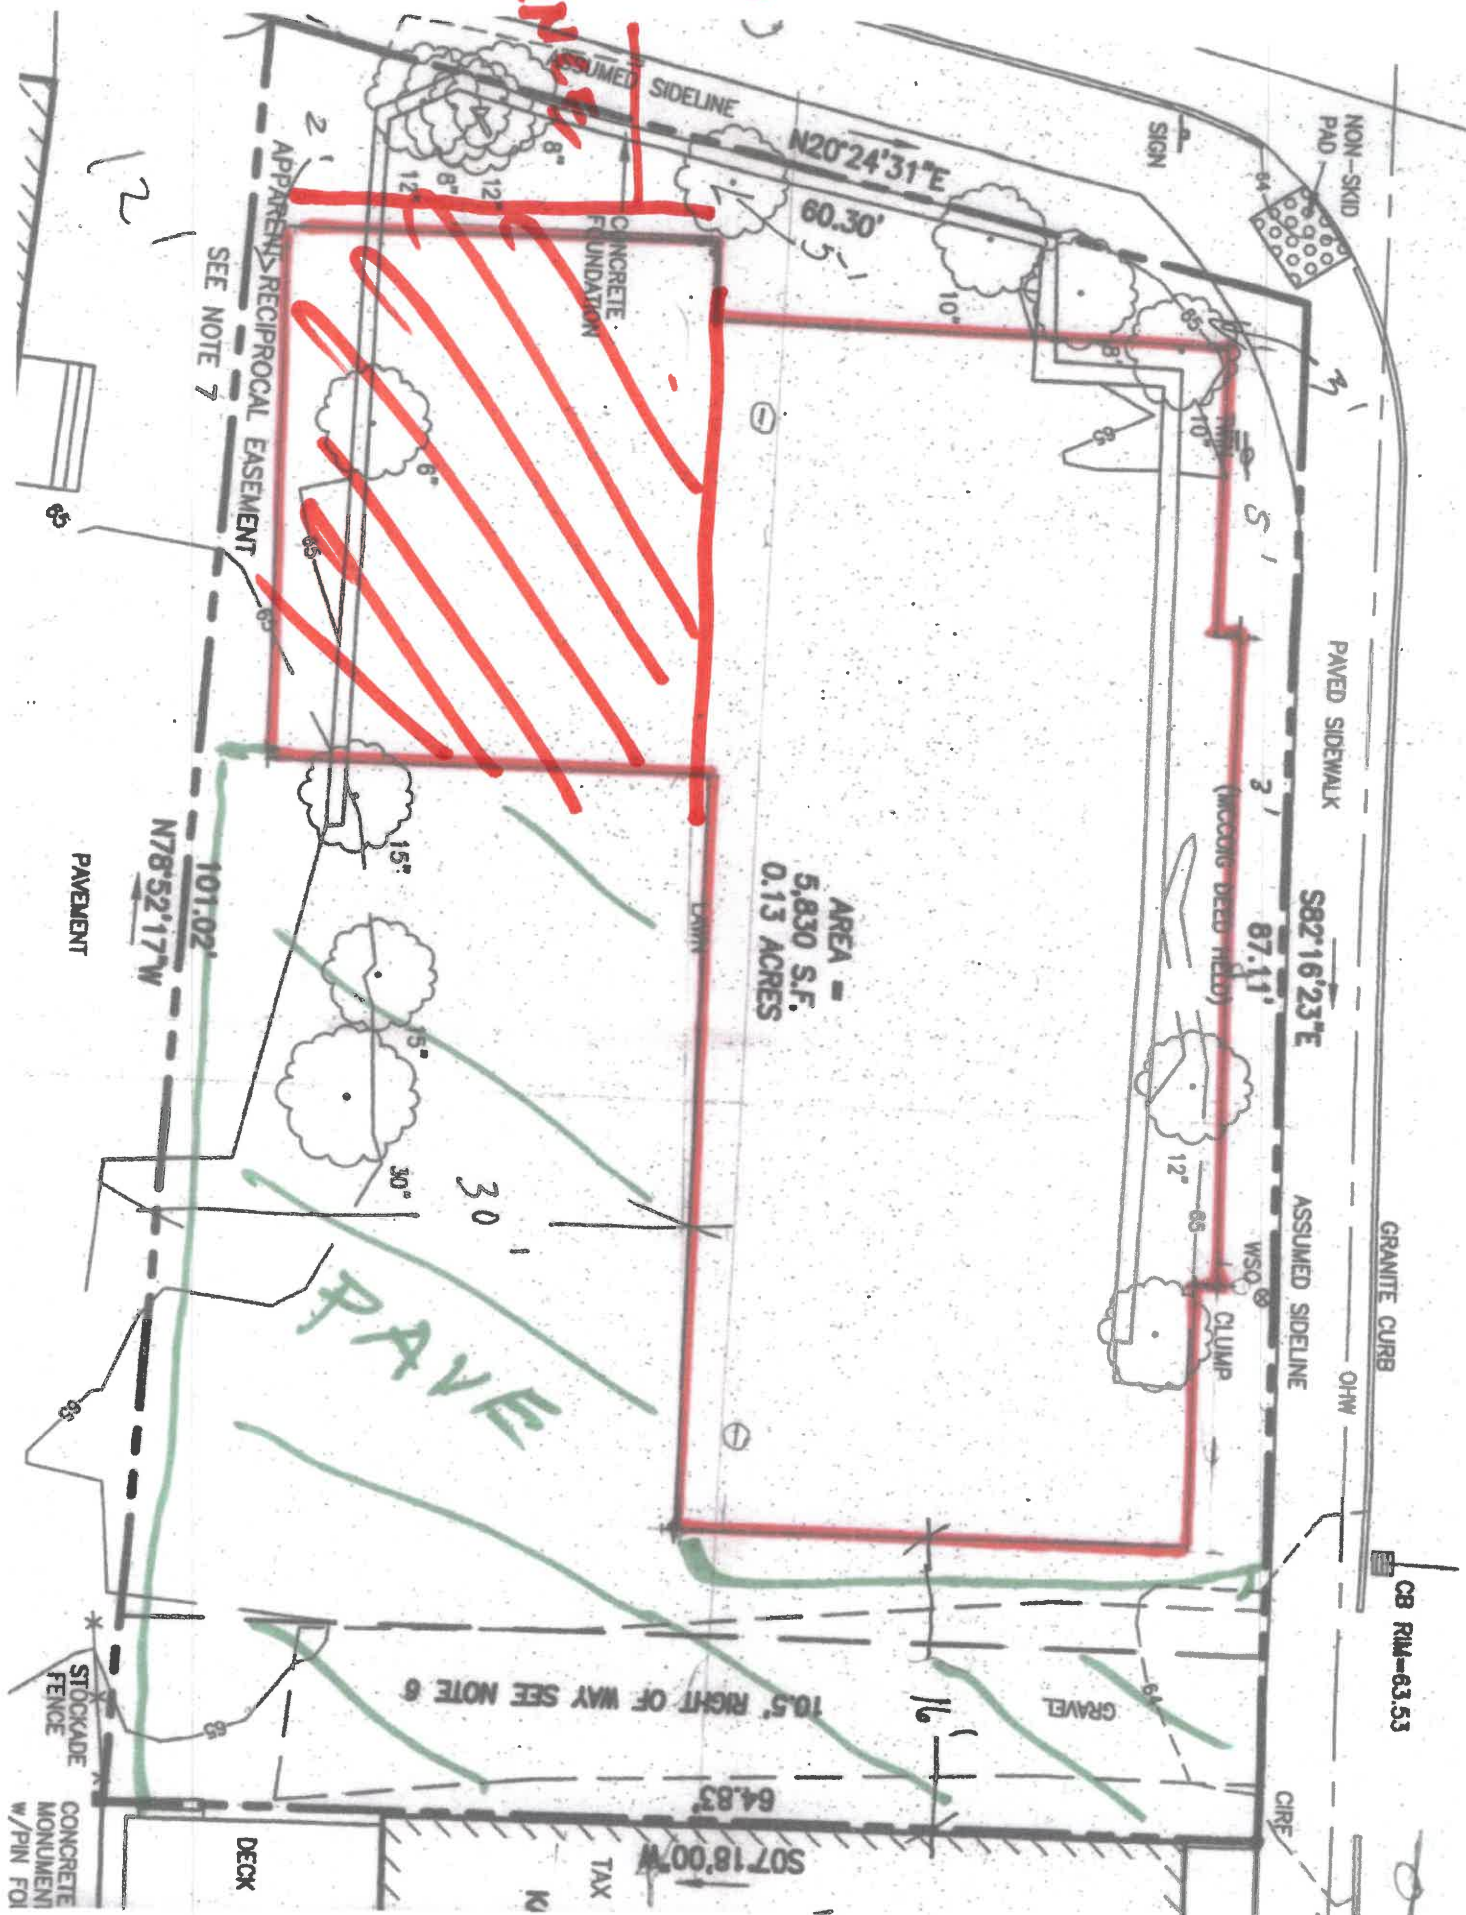 NON-SKID
PAD
SIGN
64
ASSUMED SIDELINE
N20°24'31"E
60.30'
5'
3'
65
8"
10"
10"
TWIN
65
5'
PAVED SIDEWALK
S82°16'23"E
87.11'
(MCCOIG DEED HELD)
3'
ASSUMED SIDELINE
GRANITE CURB
OHW
WSO
CLUMP
12"
65
CB RIM=63.53
CIRF
CONCRETE
FOUNDATION
8"
12"
8"
12"
2'
12'
APPARENT RECIPROCAL EASEMENT
SEE NOTE 7
6"
65
65
65
AREA =
5,830 S.F.
0.13 ACRES
LAWN
15"
15"
30"
30'
PAVE
101.02'
N78°52'17"W
PAVEMENT
65
65
10.5' RIGHT OF WAY SEE NOTE 6
16'
GRAVEL
64
64.83'
S07°18'00"W
STOCKADE
FENCE
CONCRETE
MONUMENT
W/PIN
DECK
TAX